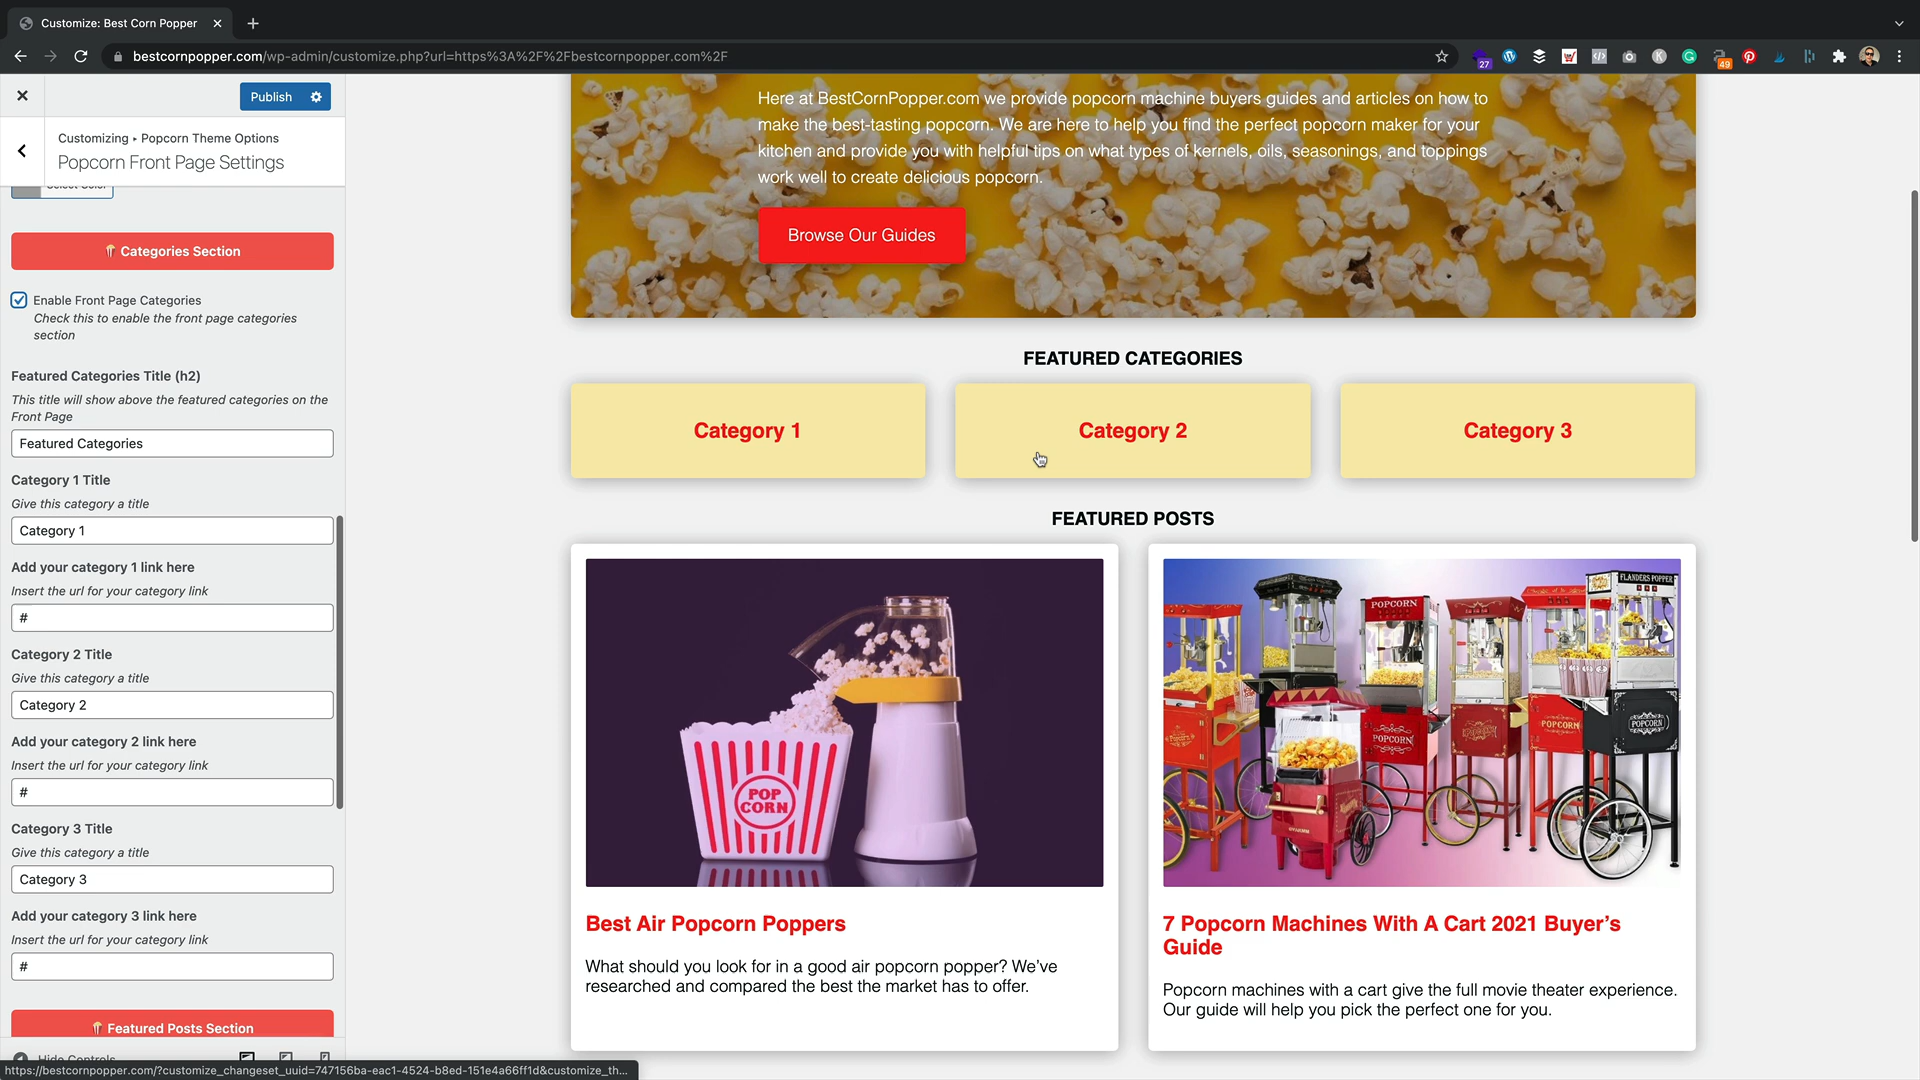 Customize: Best Corn Popper
bestcornpopper.com/wp-admin/customize.php?url=https%3A%2F%2Fbestcornpopper.com%2F
27
49
Publish
Customizing ▸ Popcorn Theme Options
Popcorn Front Page Settings
Select Color
Categories Section
Enable Front Page Categories
Check this to enable the front page categories
section
Featured Categories Title (h2)
This title will show above the featured categories on the
Front Page
Featured Categories
Category 1 Title
Give this category a title
Category 1
Add your category 1 link here
Insert the url for your category link
#
Category 2 Title
Give this category a title
Category 2
Add your category 2 link here
Insert the url for your category link
#
Category 3 Title
Give this category a title
Category 3
Add your category 3 link here
Insert the url for your category link
#
Featured Posts Section
Hide Controls
https://bestcornpopper.com/?customize_changeset_uuid=747156ba-eac1-4524-b8ed-151e4a66ff1d&customize_th...
Here at BestCornPopper.com we provide popcorn machine buyers guides and articles on how to
make the best-tasting popcorn. We are here to help you find the perfect popcorn maker for your
kitchen and provide you with helpful tips on what types of kernels, oils, seasonings, and toppings
work well to create delicious popcorn.
Browse Our Guides
FEATURED CATEGORIES
Category 1
Category 2
Category 3
FEATURED POSTS
POP
CORN
FLANDERS POPPER
POPCORN
POPCORN
POPCORN
POPCORN
Best Air Popcorn Poppers
What should you look for in a good air popcorn popper? We’ve
researched and compared the best the market has to offer.
7 Popcorn Machines With A Cart 2021 Buyer’s
Guide
Popcorn machines with a cart give the full movie theater experience.
Our guide will help you pick the perfect one for you.